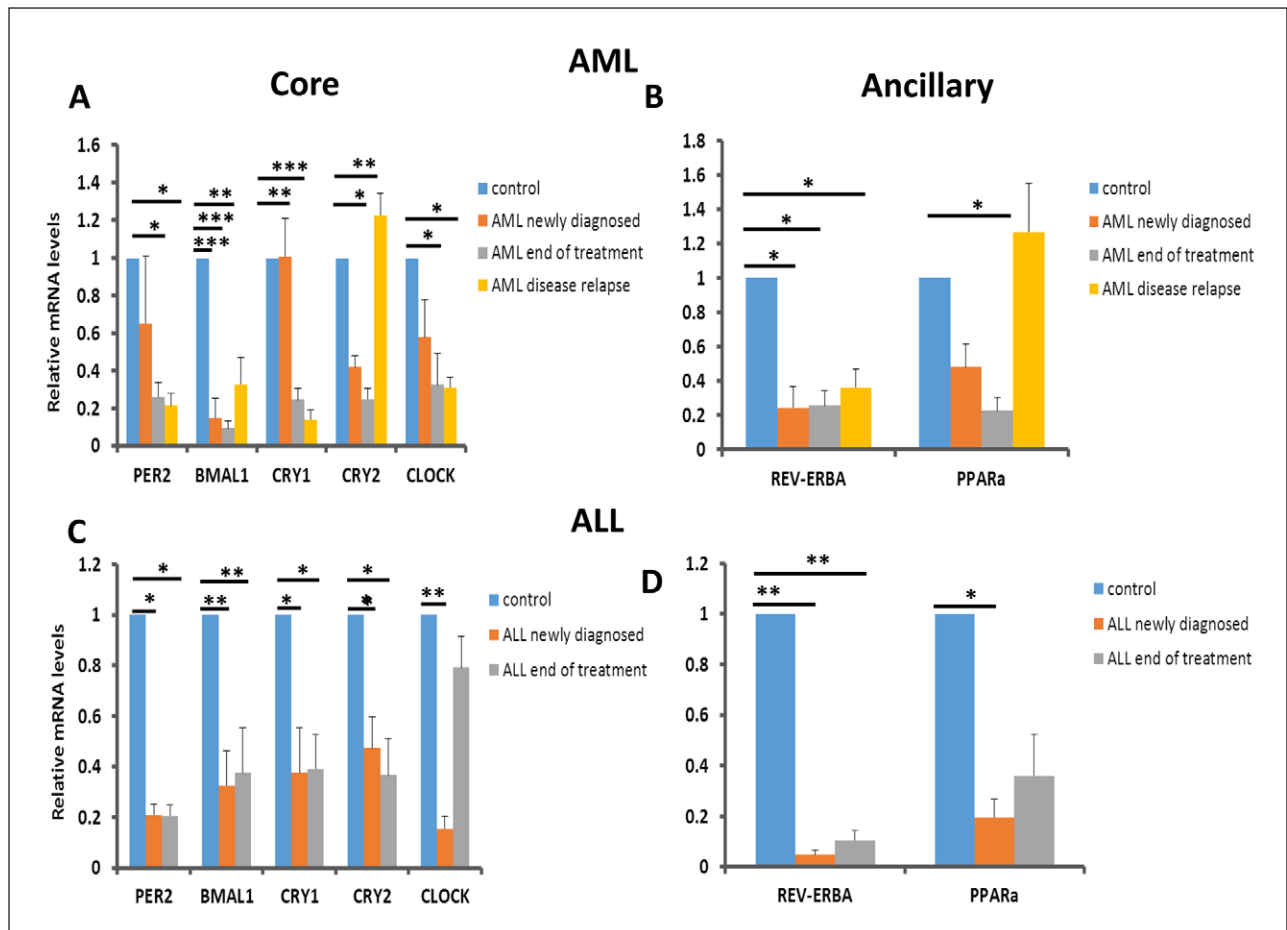 AML
Core
Ancillary
A
1.6
1.4
1.2
1
0.8
0.6
0.4
0.2
0
Relative mRNA levels
* * ** *** *** *** ** ** * * *
PER2 BMAL1 CRY1 CRY2 CLOCK
control
AML newly diagnosed
AML end of treatment
AML disease relapse
B
1.8
1.6
1.4
1.2
1
0.8
0.6
0.4
0.2
0
* * * *
REV-ERBA PPARa
control
AML newly diagnosed
AML end of treatment
AML disease relapse
ALL
C
1.2
1
0.8
0.6
0.4
0.2
0
Relative mRNA levels
* * ** ** * * * * **
PER2 BMAL1 CRY1 CRY2 CLOCK
control
ALL newly diagnosed
ALL end of treatment
D
1.2
1
0.8
0.6
0.4
0.2
0
** ** *
REV-ERBA PPARa
control
ALL newly diagnosed
ALL end of treatment